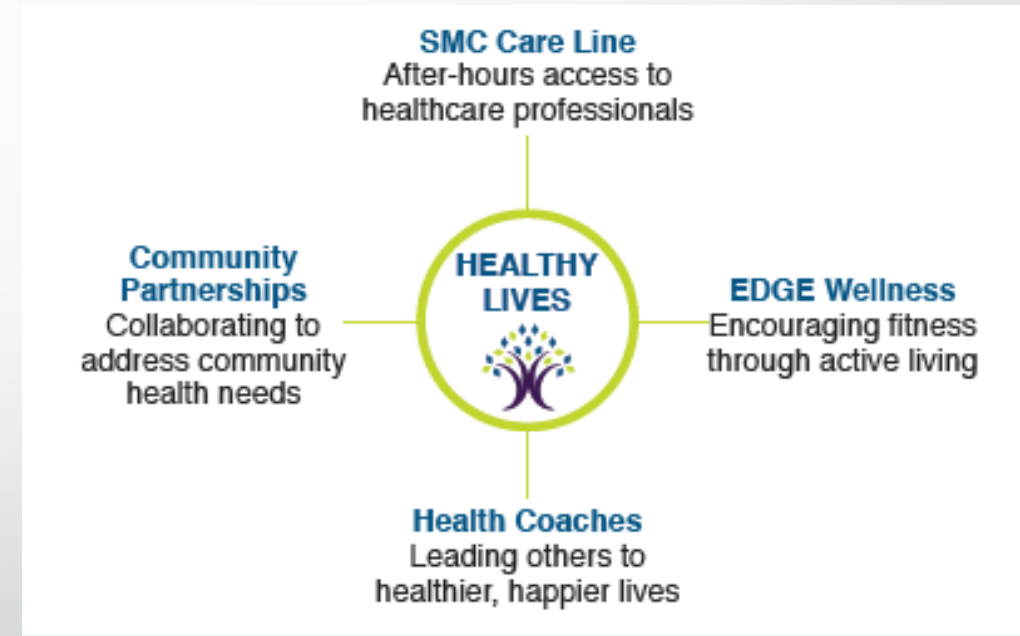 SMC Care Line
After-hours access to
healthcare professionals
Community
Partnerships
Collaborating to
address community
health needs
HEALTHY
LIVES
EDGE Wellness
Encouraging fitness
through active living
Health Coaches
Leading others to
healthier, happier lives